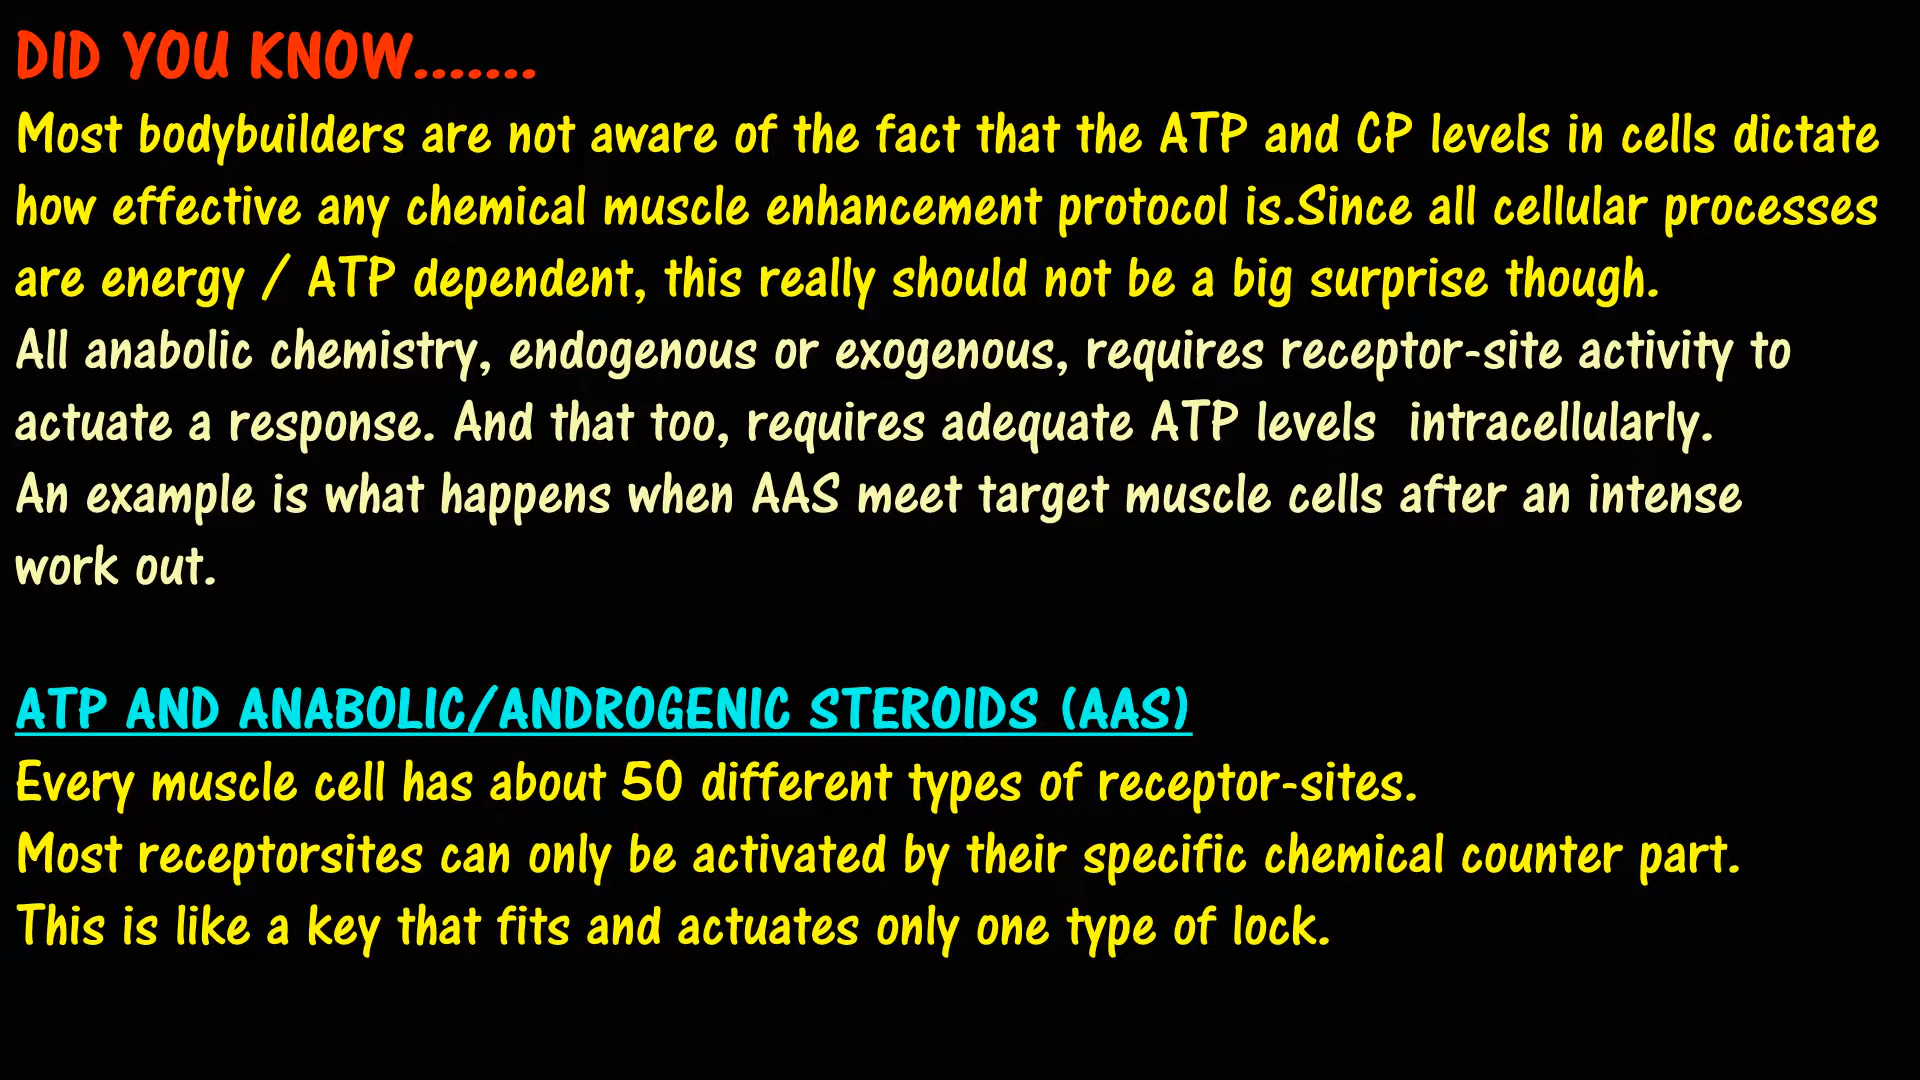 DID YOU KNOW.......
Most bodybuilders are not aware of the fact that the ATP and CP levels in cells dictate
how effective any chemical muscle enhancement protocol is.Since all cellular processes
are energy / ATP dependent, this really should not be a big surprise though.
All anabolic chemistry, endogenous or exogenous, requires receptor-site activity to
actuate a response. And that too, requires adequate ATP levels  intracellularly.
An example is what happens when AAS meet target muscle cells after an intense
work out.
ATP AND ANABOLIC/ANDROGENIC STEROIDS (AAS)
Every muscle cell has about 50 different types of receptor-sites.
Most receptorsites can only be activated by their specific chemical counter part.
This is like a key that fits and actuates only one type of lock.